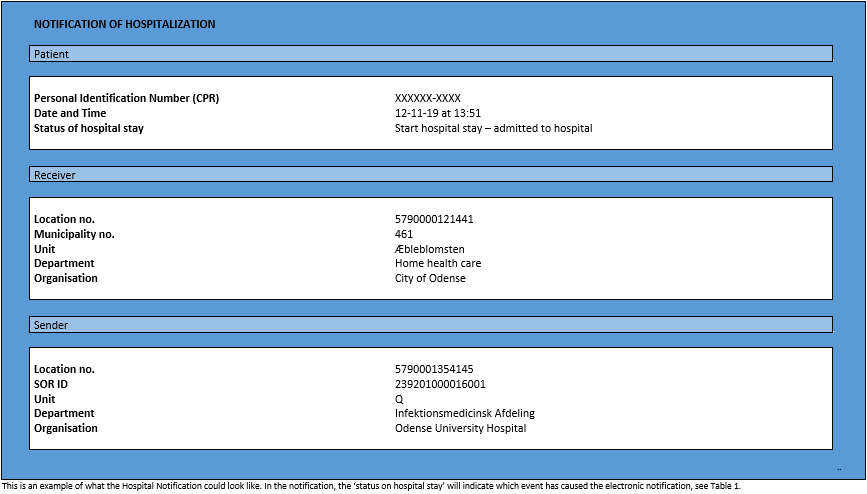 NOTIFICATION OF HOSPITALIZATION
Patient
Personal Identification Number (CPR) XXXXXX-XXXX
Date and Time 12-11-19 at 13:51
Status of hospital stay Start hospital stay – admitted to hospital
Receiver
Location no. 5790000121441
Municipality no. 461
Unit Æbleblomsten
Department Home health care
Organisation City of Odense
Sender
Location no. 5790001354145
SOR ID 239201000016001
Unit Q
Department Infektionsmedicinsk Afdeling
Organisation Odense University Hospital
..
This is an example of what the Hospital Notification could look like. In the notification, the ‘status on hospital stay’ will indicate which event has caused the electronic notification, see Table 1.